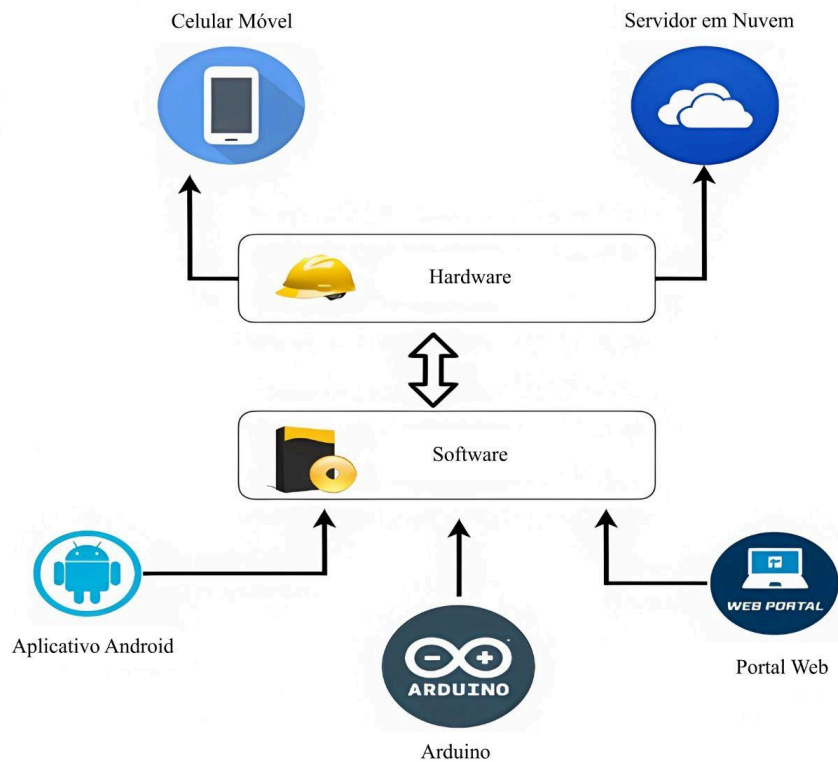 Celular Móvel
Servidor em Nuvem
Hardware
Software
Aplicativo Android
ARDUINO
Arduino
WEB PORTAL
Portal Web